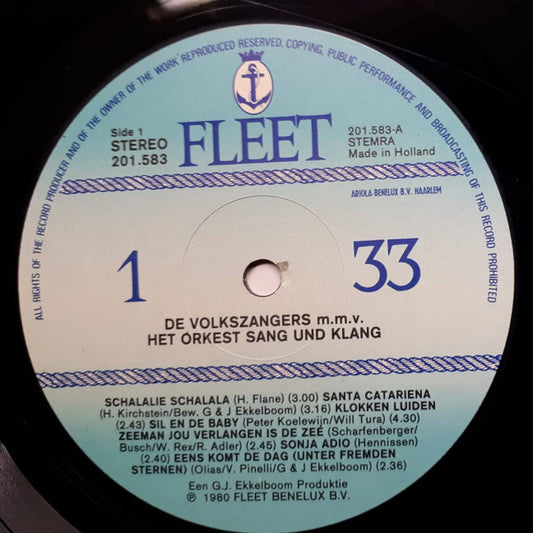 ALL RIGHTS OF THE RECORD PRODUCER AND OF THE OWNER OF THE WORK REPRODUCED RESERVED, COPYING, PUBLIC PERFORMANCE AND BROADCASTING OF THIS RECORD PROHIBITED
Side 1
STEREO
201.583
FLEET
201.583-A
STEMRA
Made in Holland
ARIOLA-BENELUX B.V. HAARLEM
1
33
DE VOLKSZANGERS m.m.v.
HET ORKEST SANG UND KLANG
SCHALALIE SCHALALA (H. Flane) (3.00) SANTA CATARIENA
(H. Kirchstein/Bew. G & J Ekkelboom) (3.16) KLOKKEN LUIDEN
(2.43) SIL EN DE BABY (Peter Koelewijn/Will Tura) (4.30)
ZEEMAN JOU VERLANGEN IS DE ZEE (Scharfenberger/
Busch/W. Rex/R. Adler) (2.45) SONJA ADIO (Hennissen)
(2.40) EENS KOMT DE DAG (UNTER FREMDEN
STERNEN) (Olias/V. Pinelli/G & J Ekkelboom) (2.36)
Een G.J. Ekkelboom Produktie
℗ 1980 FLEET BENELUX B.V.